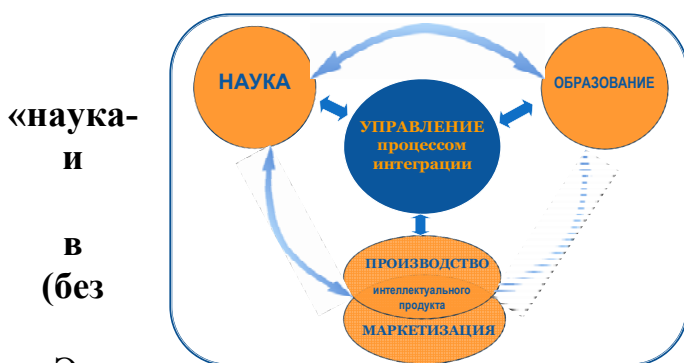 «наука-
и
в
(без
Э
НАУКА
ОБРАЗОВАНИЕ
УПРАВЛЕНИЕ
процессом
интеграции
ПРОИЗВОДСТВО
интеллектуального
продукта
МАРКЕТИЗАЦИЯ